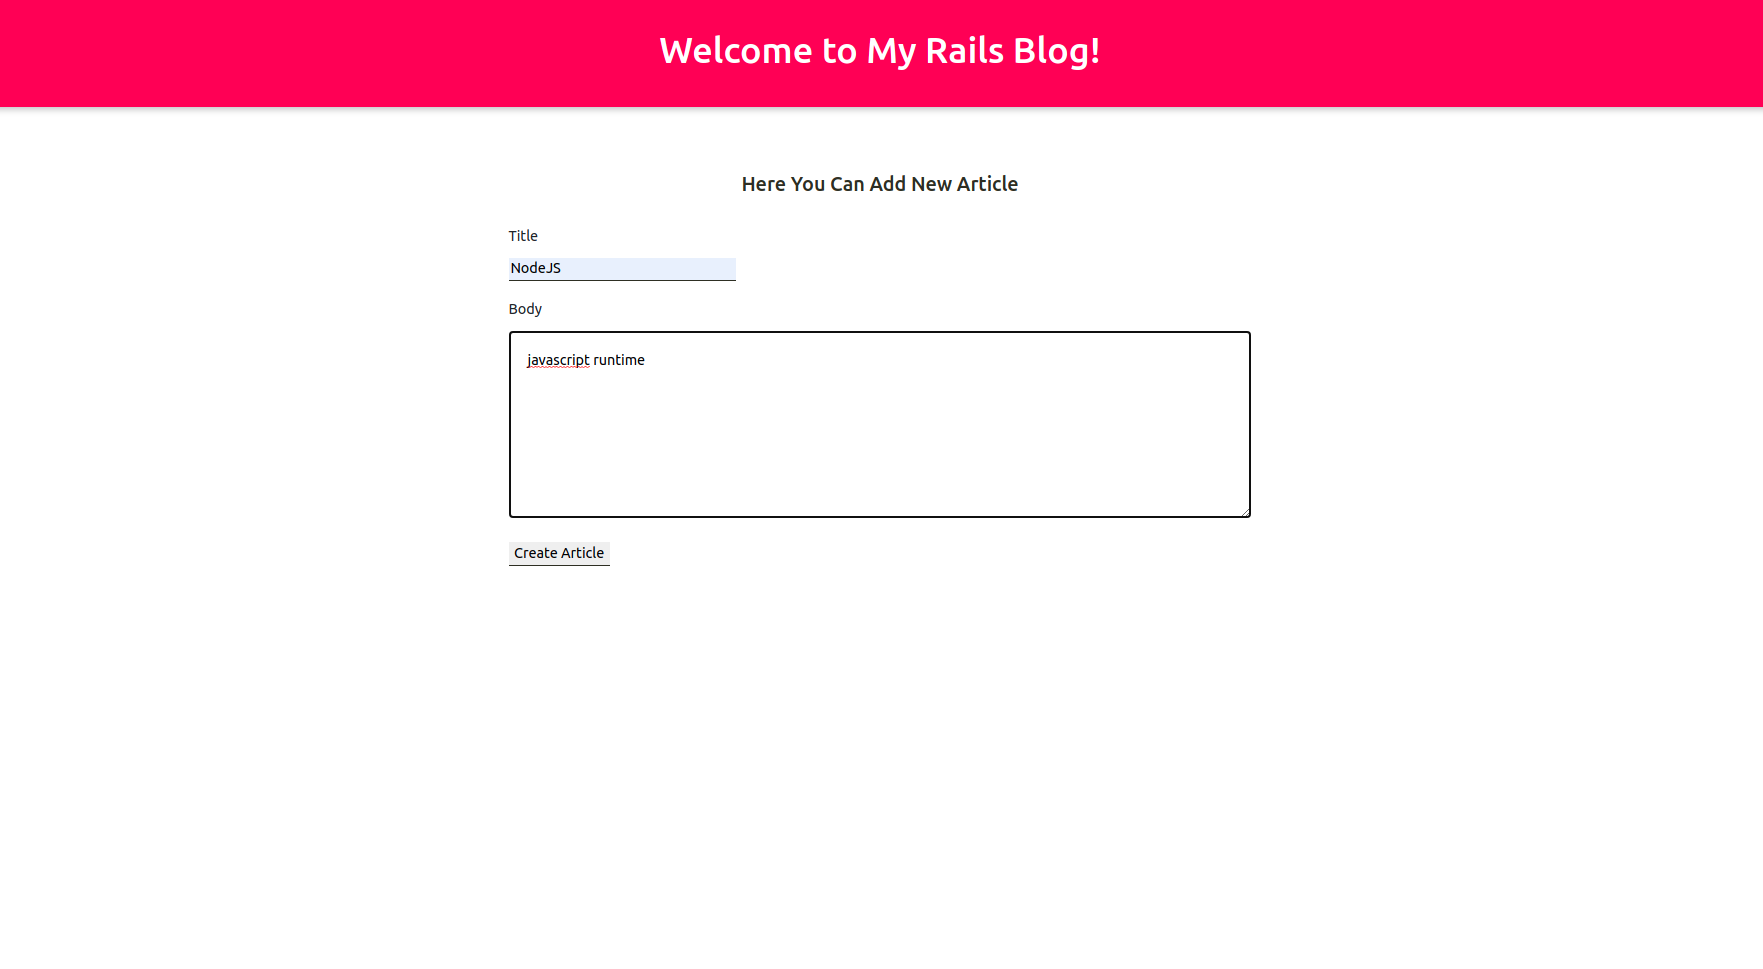 Welcome to My Rails Blog!
Here You Can Add New Article
Title
NodeJS
Body
javascript runtime
Create Article